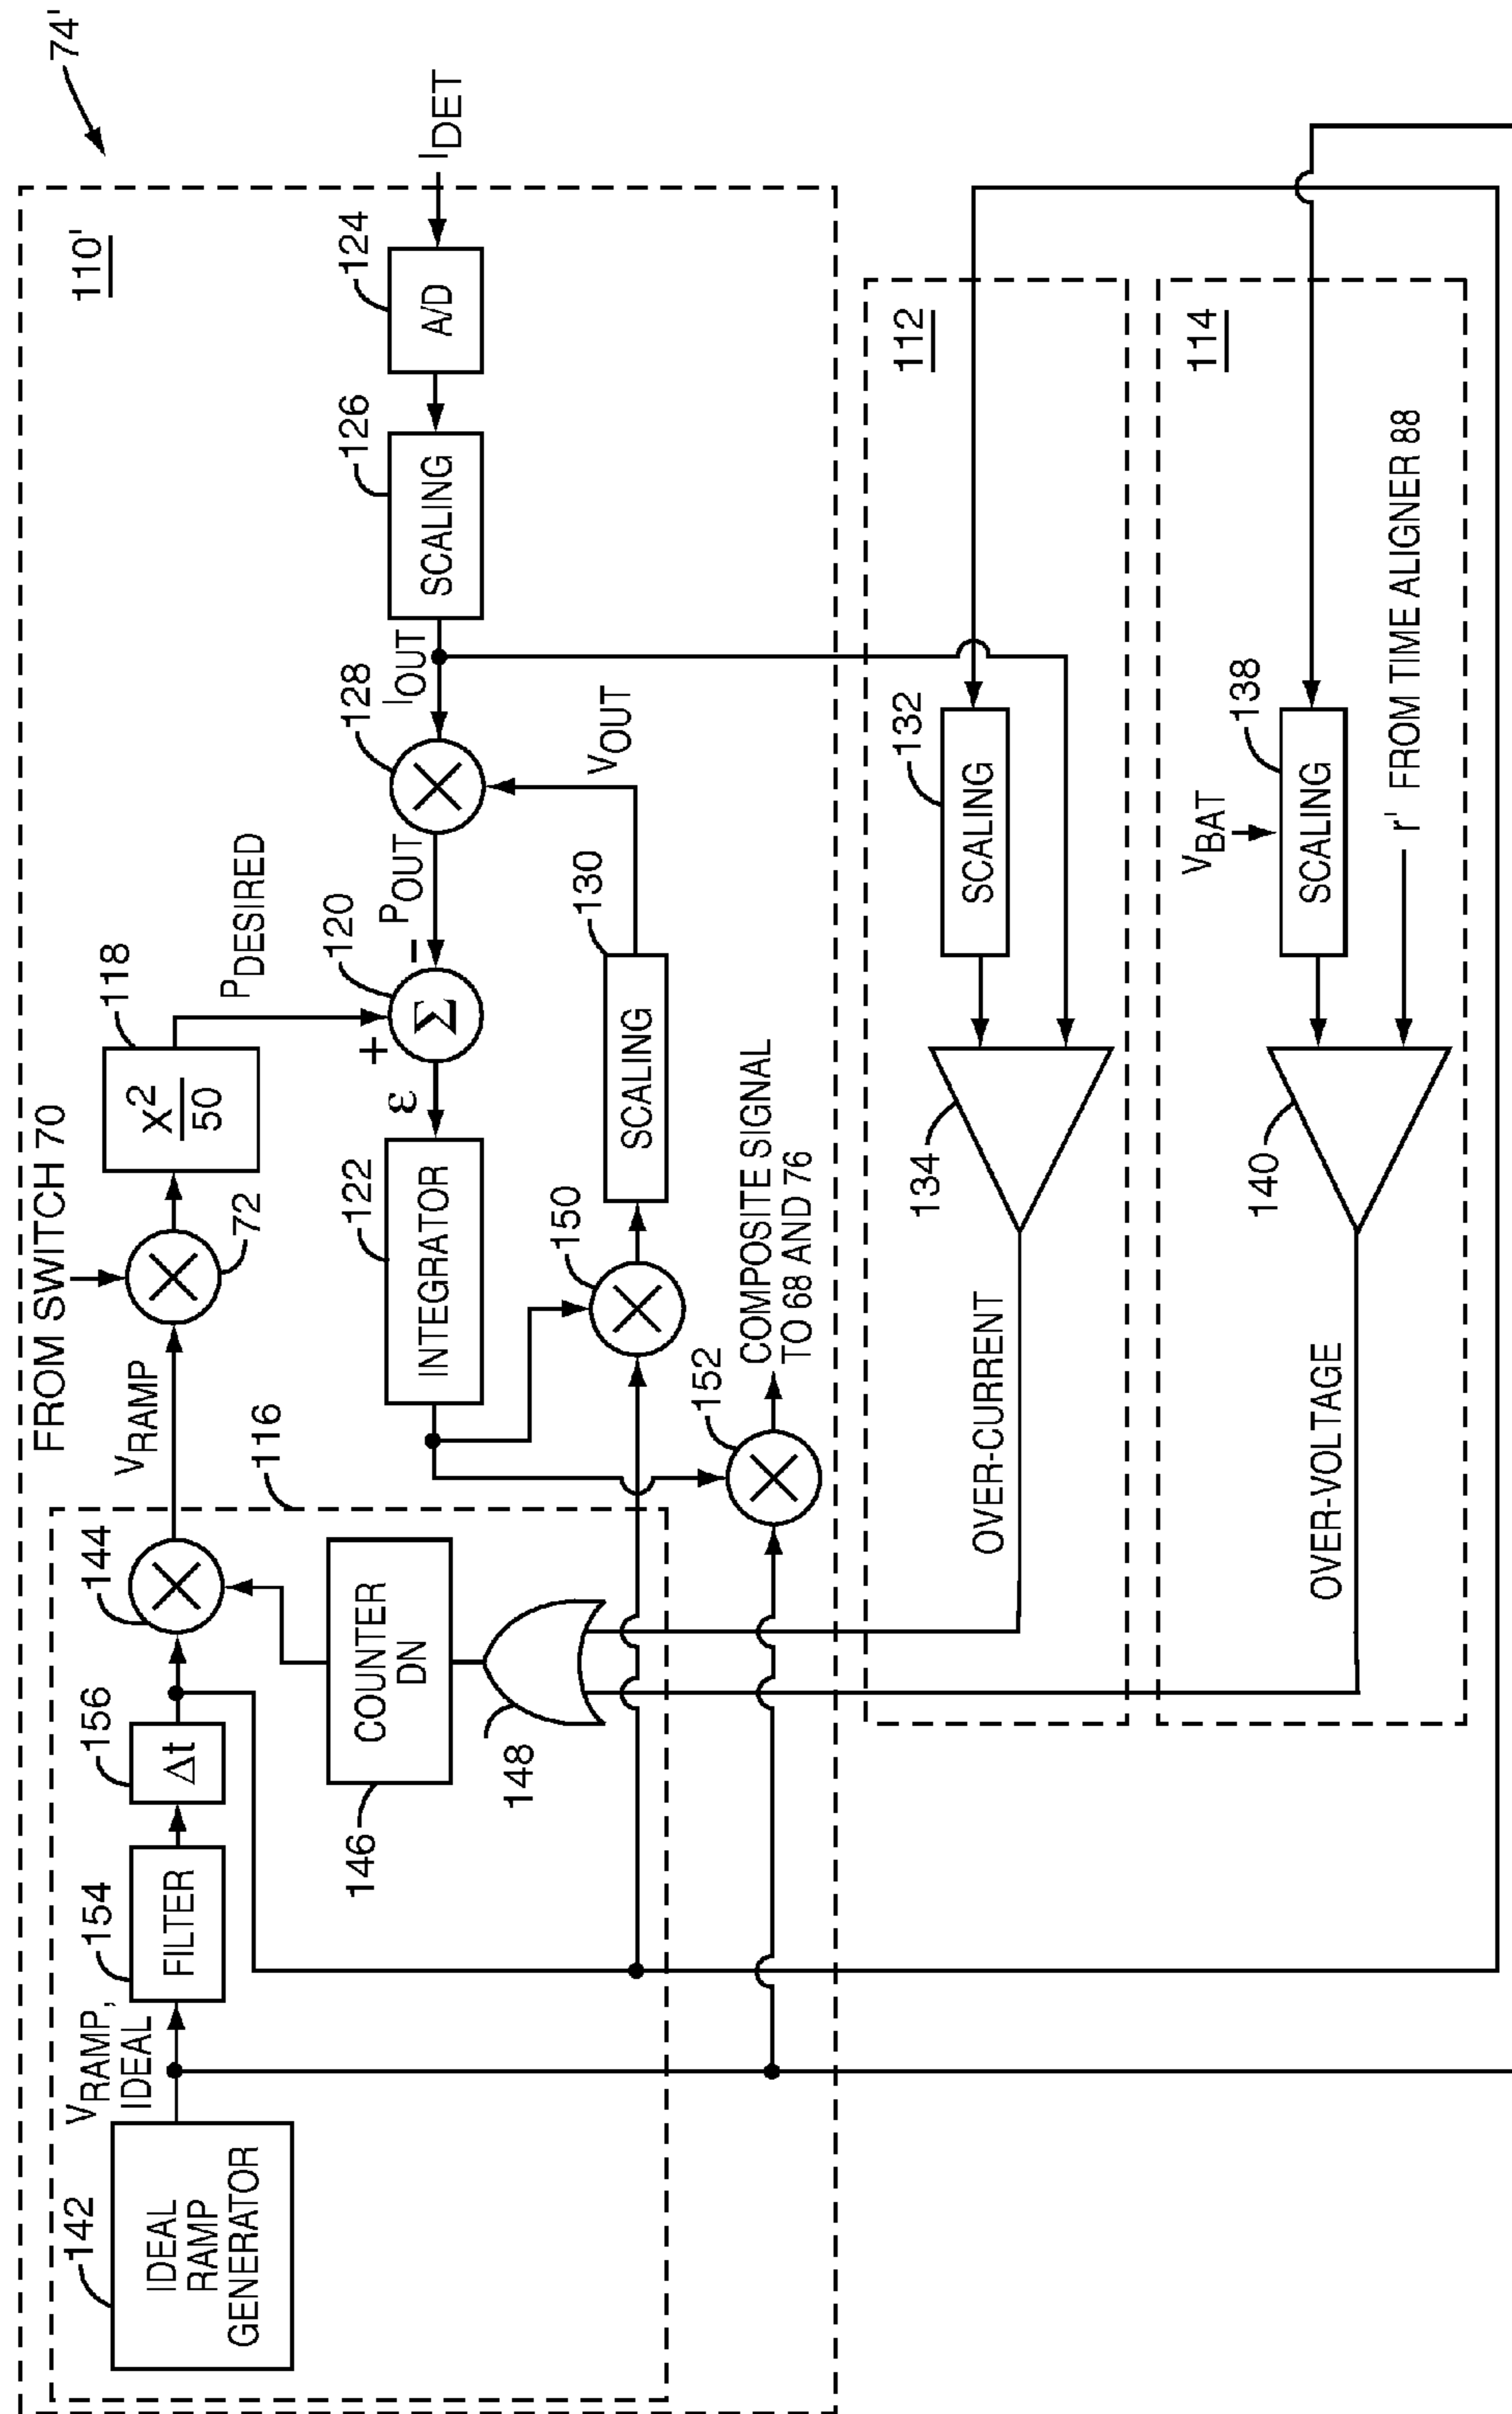 74'
110'
FROM SWITCH 70
116
142
IDEAL
RAMP
GENERATOR
VRAMP,
IDEAL
154
FILTER
156
Δt
144
VRAMP
72
118
x²
50
PDESIRED
146
COUNTER
DN
148
122
INTEGRATOR
ε
120
+
Σ
−
POUT
128
IOUT
126
SCALING
124
A/D
IDET
150
130
SCALING
VOUT
152
COMPOSITE SIGNAL
TO 68 AND 76
112
OVER-CURRENT
134
132
SCALING
114
OVER-VOLTAGE
140
138
SCALING
VBAT
r' FROM TIME ALIGNER 88